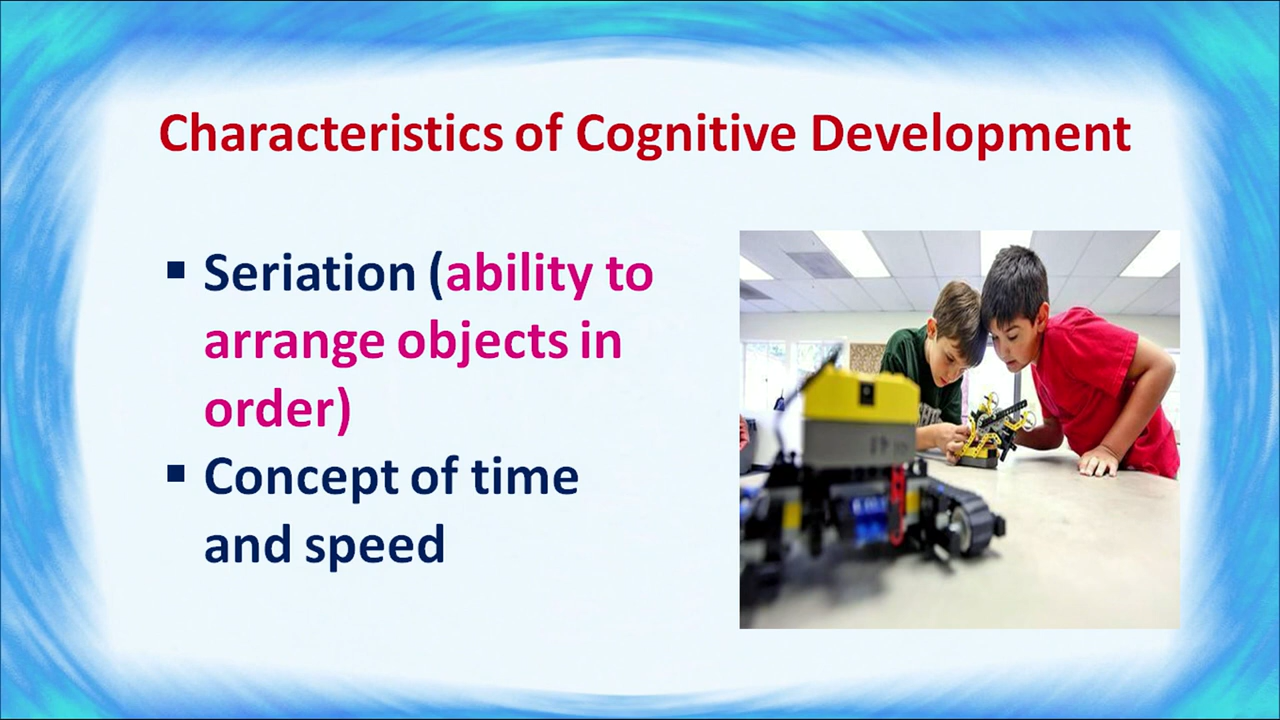 Characteristics of Cognitive Development
▪ Seriation (ability to
arrange objects in
order)
▪ Concept of time
and speed